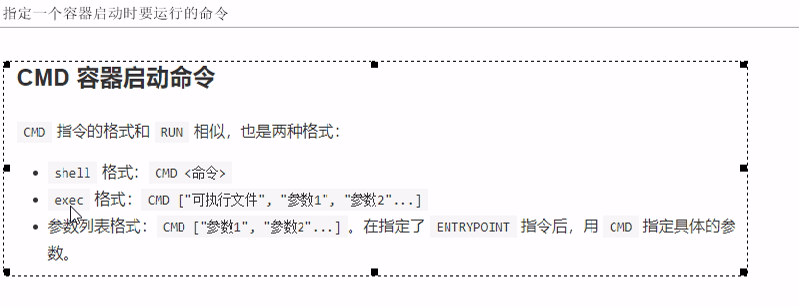 指定一个容器启动时要运行的命令
CMD 容器启动命令
CMD 指令的格式和 RUN 相似，也是两种格式：
• shell 格式：CMD <命令>
• exec 格式：CMD ["可执行文件", "参数1", "参数2"...]
• 参数列表格式：CMD ["参数1", "参数2"...] 。在指定了 ENTRYPOINT 指令后，用 CMD 指定具体的参
数。